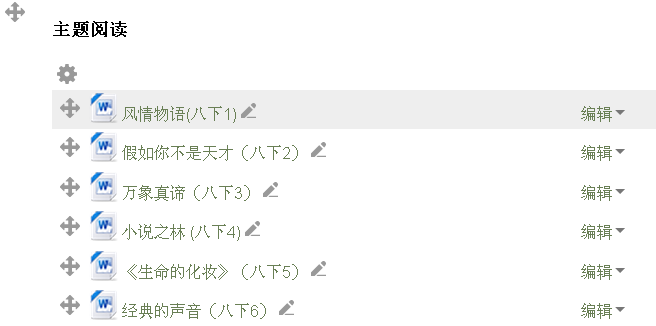 主题阅读
风情物语(八下1) 编辑
假如你不是天才（八下2） 编辑
万象真谛（八下3） 编辑
小说之林 (八下4) 编辑
《生命的化妆》（八下5） 编辑
经典的声音（八下6） 编辑